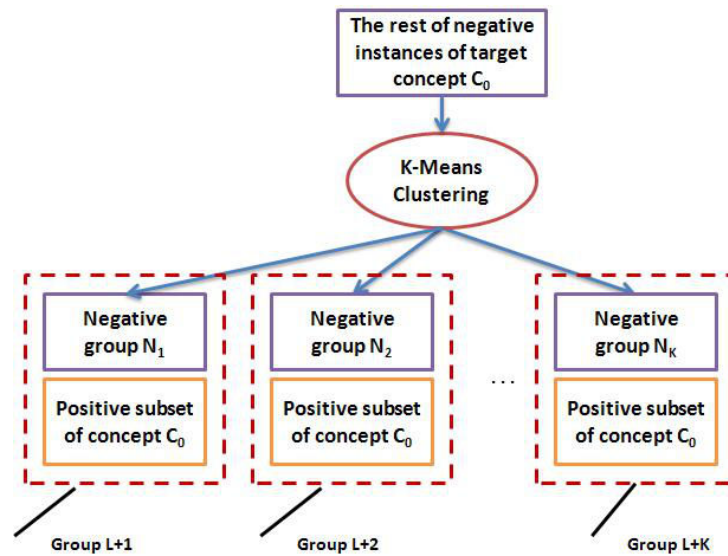 The rest of negative
instances of target
concept C₀
K-Means
Clustering
Negative
group N₁
Positive subset
of concept C₀
Negative
group N₂
Positive subset
of concept C₀
...
Negative
group Nₖ
Positive subset
of concept C₀
Group L+1
Group L+2
Group L+K